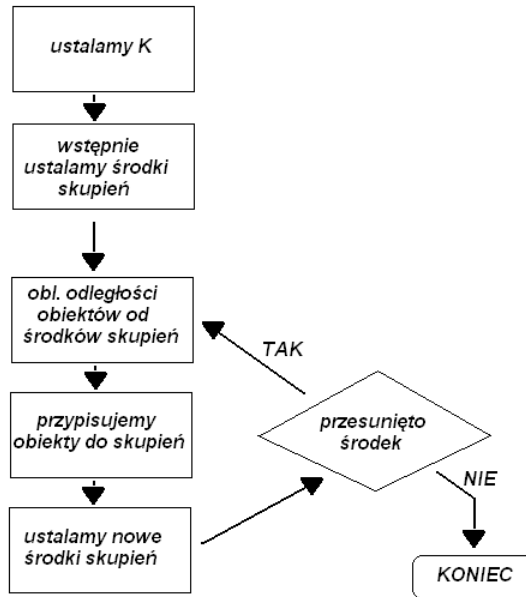 ustalamy K
wstępnie
ustalamy środki
skupień
obl. odległości
obiektów od
środków skupień
TAK
przypisujemy
obiekty do skupień
przesunięto
środek
NIE
ustalamy nowe
środki skupień
KONIEC